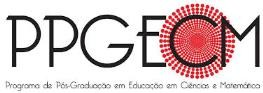 PPGECM
Programa de Pós-Graduação em Educação em Ciências e Matemática